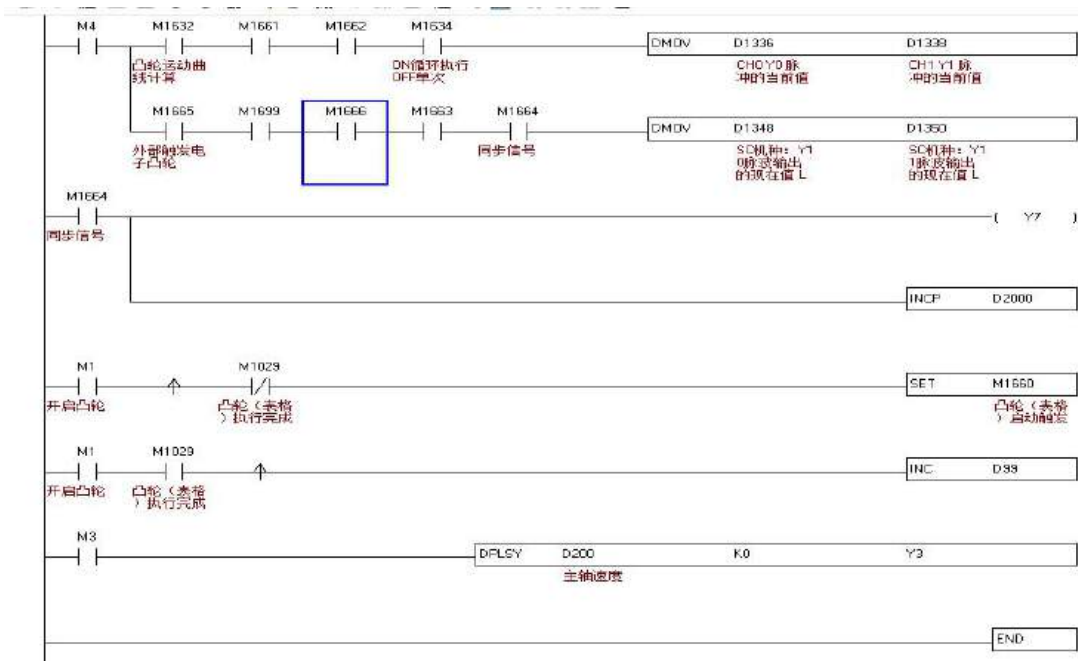 M4 M1632 M1661 M1662 M1634
DMOV D1336 D1338
凸轮运动曲
线计算
ON循环执行
OFF单次
CH0 Y0 脉
冲的当前值
CH1 Y1 脉
冲的当前值
M1665 M1699 M1666 M1663 M1664
DMOV D1348 D1350
外部触发电
子凸轮
同步信号
SC机种：Y1
0脉波输出
的现在值 L
SC机种：Y1
1脉波输出
的现在值 L
M1664
同步信号
( Y7 )
INCP D2000
M1 M1029
SET M1660
开启凸轮
凸轮（表格
）执行完成
凸轮（表格
）启动触发
M1 M1029
INC D99
开启凸轮
凸轮（表格
）执行完成
M3
DPLSY D200 K0 Y3
主轴速度
END